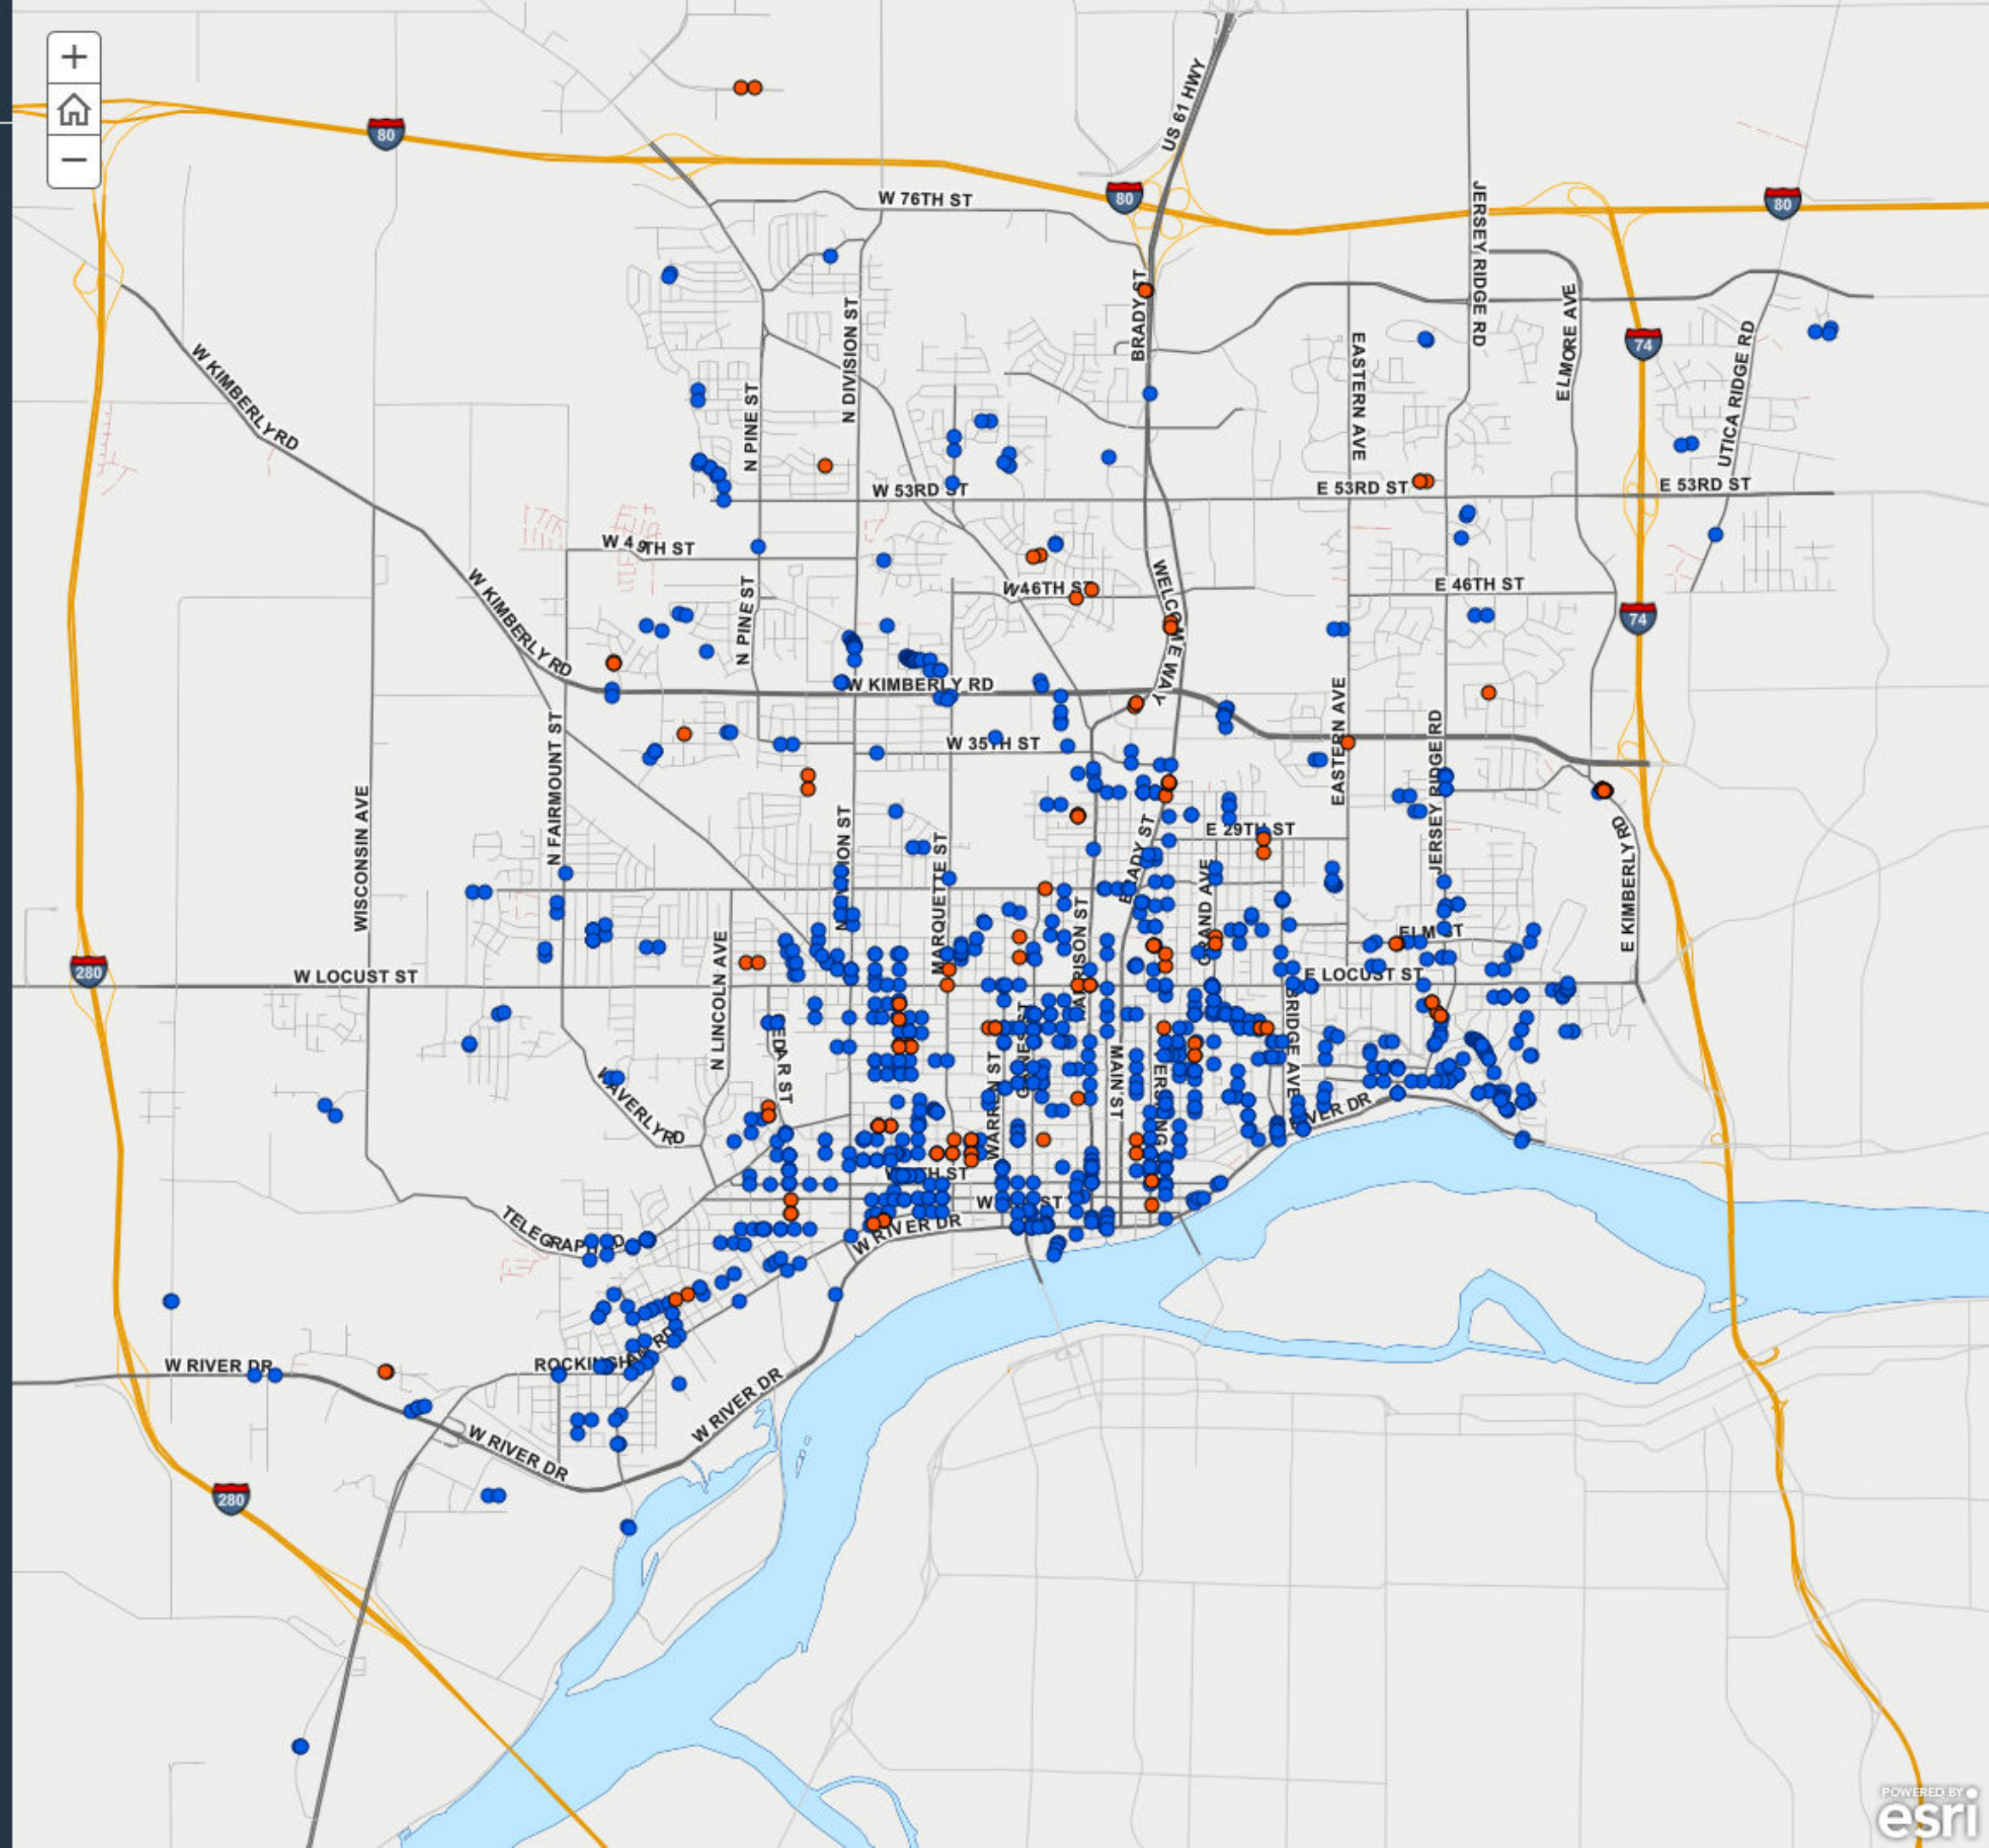 +
−
US 61 HWY
80
80
80
W 76TH ST
JERSEY RIDGE RD
BRADY ST
ELMORE AVE
74
UTICA RIDGE RD
EASTERN AVE
N DIVISION ST
W KIMBERLY RD
N PINE ST
W 53RD ST
E 53RD ST
E 53RD ST
W 49TH ST
W 46TH ST
E 46TH ST
WELCOME WAY
N PINE ST
W KIMBERLY RD
74
W KIMBERLY RD
EASTERN AVE
JERSEY RIDGE RD
N FAIRMOUNT ST
W 35TH ST
WISCONSIN AVE
E 29TH ST
BRADY ST
MARQUETTE ST
GRAND AVE
E KIMBERLY RD
ELM ST
HARRISON ST
N LINCOLN AVE
280
W LOCUST ST
E LOCUST ST
CEDAR ST
WARREN ST
MAIN ST
WAVERLY RD
RIVER DR
TELEGRAPH RD
W RIVER DR
W RIVER DR
ROCKINGHAM RD
W RIVER DR
W RIVER DR
280
POWERED BY
esri